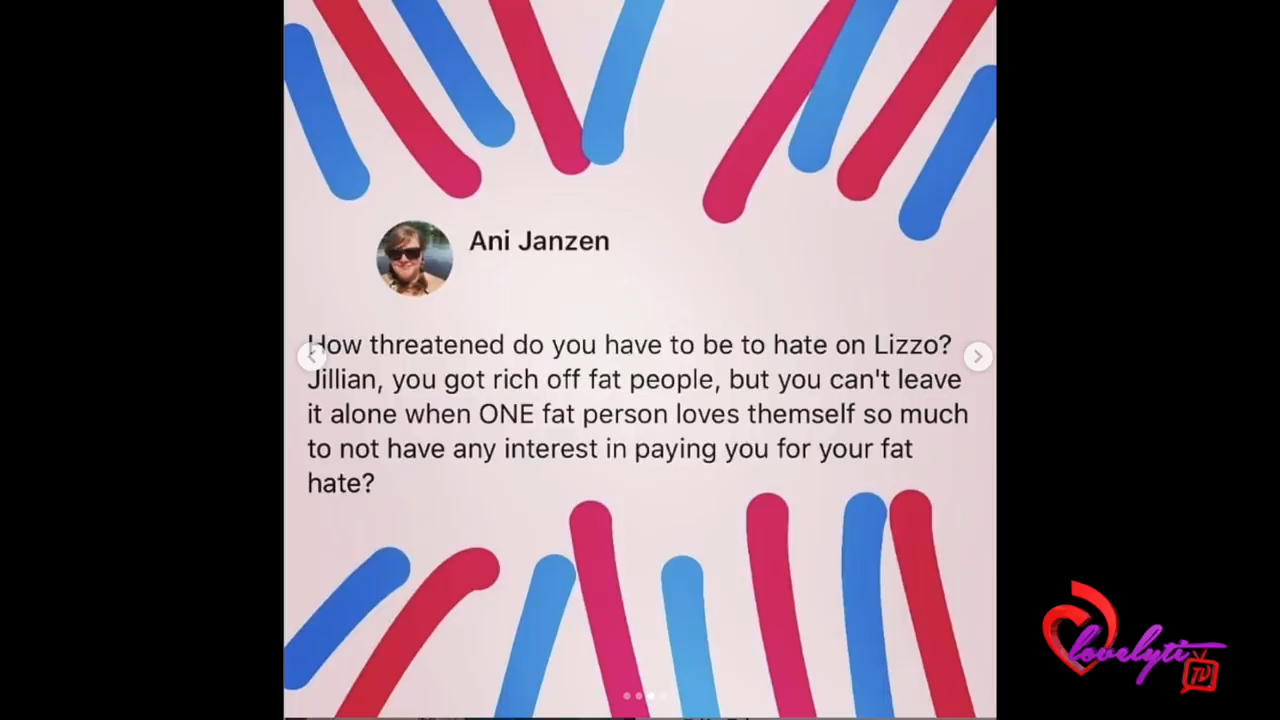 Ani Janzen
How threatened do you have to be to hate on Lizzo?
Jillian, you got rich off fat people, but you can't leave
it alone when ONE fat person loves themself so much
to not have any interest in paying you for your fat
hate?
lovelyti
TV